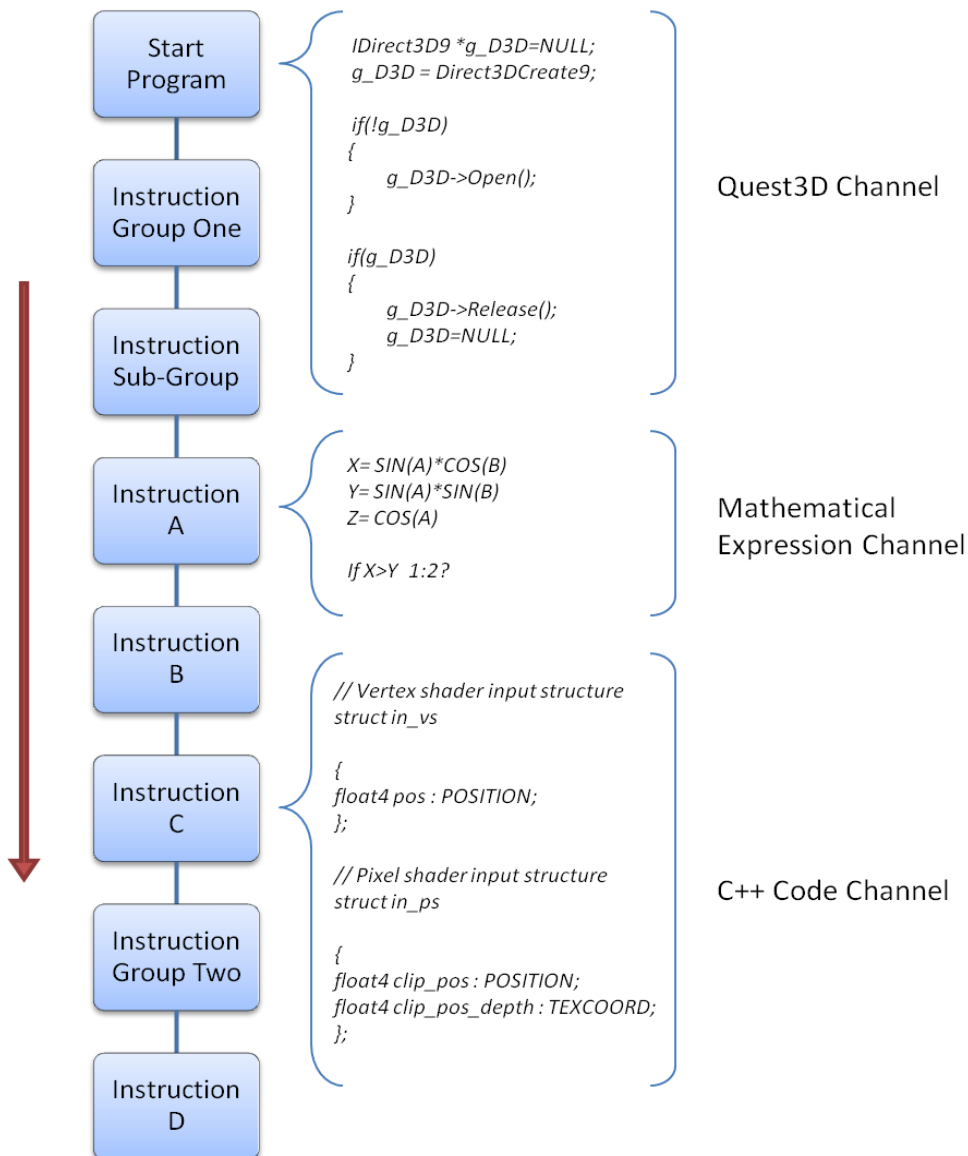 Start
Program
Instruction
Group One
Instruction
Sub-Group
Instruction
A
Instruction
B
Instruction
C
Instruction
Group Two
Instruction
D
IDirect3D9 *g_D3D=NULL;
g_D3D = Direct3DCreate9;
if(!g_D3D)
{
g_D3D->Open();
}
if(g_D3D)
{
g_D3D->Release();
g_D3D=NULL;
}
Quest3D Channel
X= SIN(A)*COS(B)
Y= SIN(A)*SIN(B)
Z= COS(A)
If X>Y 1:2?
Mathematical
Expression Channel
// Vertex shader input structure
struct in_vs
{
float4 pos : POSITION;
};
// Pixel shader input structure
struct in_ps
{
float4 clip_pos : POSITION;
float4 clip_pos_depth : TEXCOORD;
};
C++ Code Channel